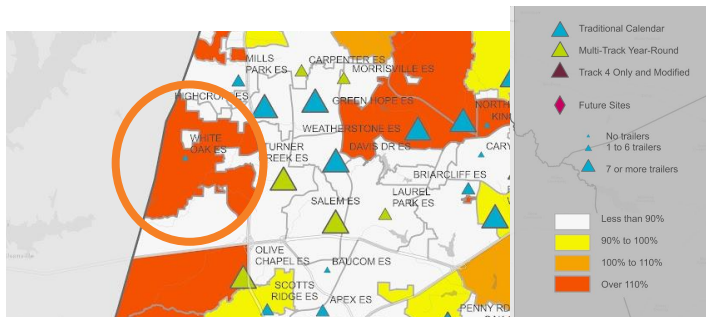 MILLS
PARK ES
CARPENTER ES
MORRISVILLE ES
HIGHCROFT ES
GREEN HOPE ES
NORTH
KIN
WEATHERSTONE ES
WHITE
OAK ES
TURNER
CREEK ES
DAVIS DR ES
CARY
BRIARCLIFF ES
LAUREL
PARK ES
SALEM ES
OLIVE
CHAPEL ES
BAUCOM ES
SCOTTS
RIDGE ES
APEX ES
PENNY RD
Traditional Calendar
Multi-Track Year-Round
Track 4 Only and Modified
Future Sites
No trailers
1 to 6 trailers
7 or more trailers
Less than 90%
90% to 100%
100% to 110%
Over 110%